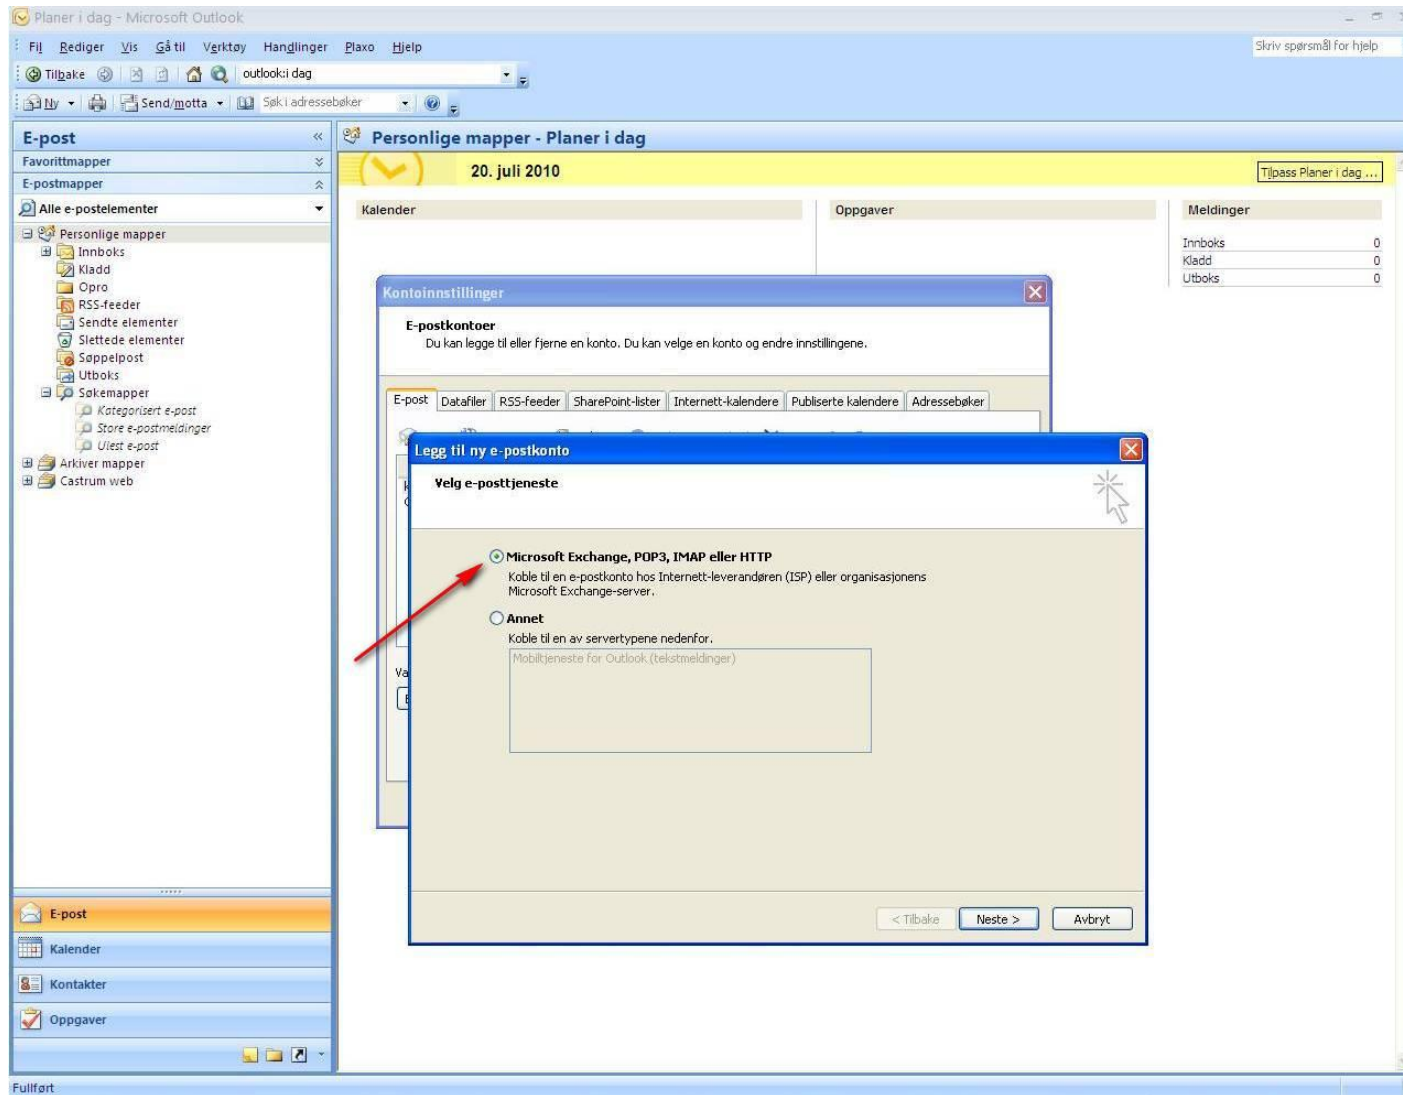 Planer i dag - Microsoft Outlook
Fil Rediger Vis Gå til Verktøy Handlinger Plaxo Hjelp
Skriv spørsmål for hjelp
Tilbake outlook:i dag
Ny Send/motta Søk i adressebøker
E-post
Favorittmapper
E-postmapper
Alle e-postelementer
Personlige mapper
Innboks
Kladd
Opro
RSS-feeder
Sendte elementer
Slettede elementer
Søppelpost
Utboks
Søkemapper
Kategorisert e-post
Store e-postmeldinger
Ulest e-post
Arkiver mapper
Castrum web
E-post
Kalender
Kontakter
Oppgaver
Fullført
Personlige mapper - Planer i dag
20. juli 2010
Tilpass Planer i dag ...
Kalender
Oppgaver
Meldinger
Innboks 0
Kladd 0
Utboks 0
Kontoinnstillinger
E-postkontoer
Du kan legge til eller fjerne en konto. Du kan velge en konto og endre innstillingene.
E-post Datafiler RSS-feeder SharePoint-lister Internett-kalendere Publiserte kalendere Adressebøker
Legg til ny e-postkonto
Velg e-posttjeneste
Microsoft Exchange, POP3, IMAP eller HTTP
Koble til en e-postkonto hos Internett-leverandøren (ISP) eller organisasjonens
Microsoft Exchange-server.
Annet
Koble til en av servertypene nedenfor.
Mobiltjeneste for Outlook (tekstmeldinger)
< Tilbake Neste > Avbryt